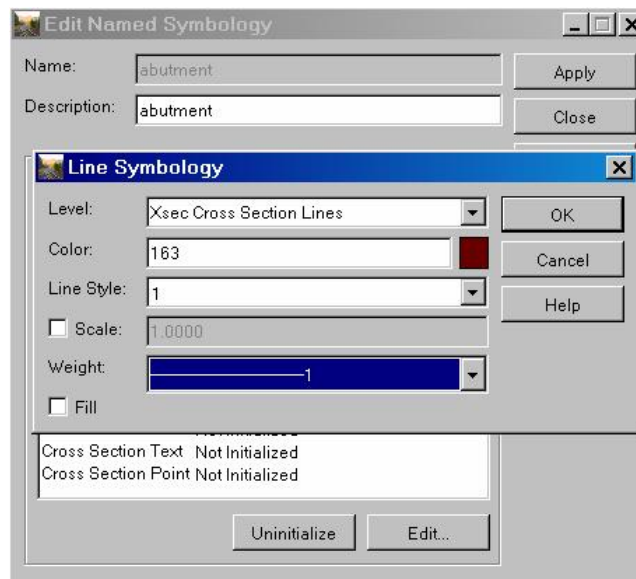 Edit Named Symbology
Name: abutment Apply
Description: abutment Close
Line Symbology
Level: Xsec Cross Section Lines OK
Color: 163 Cancel
Line Style: 1 Help
Scale: 1.0000
Weight: 1
Fill
Cross Section Text Not Initialized
Cross Section Point Not Initialized
Uninitialize Edit...